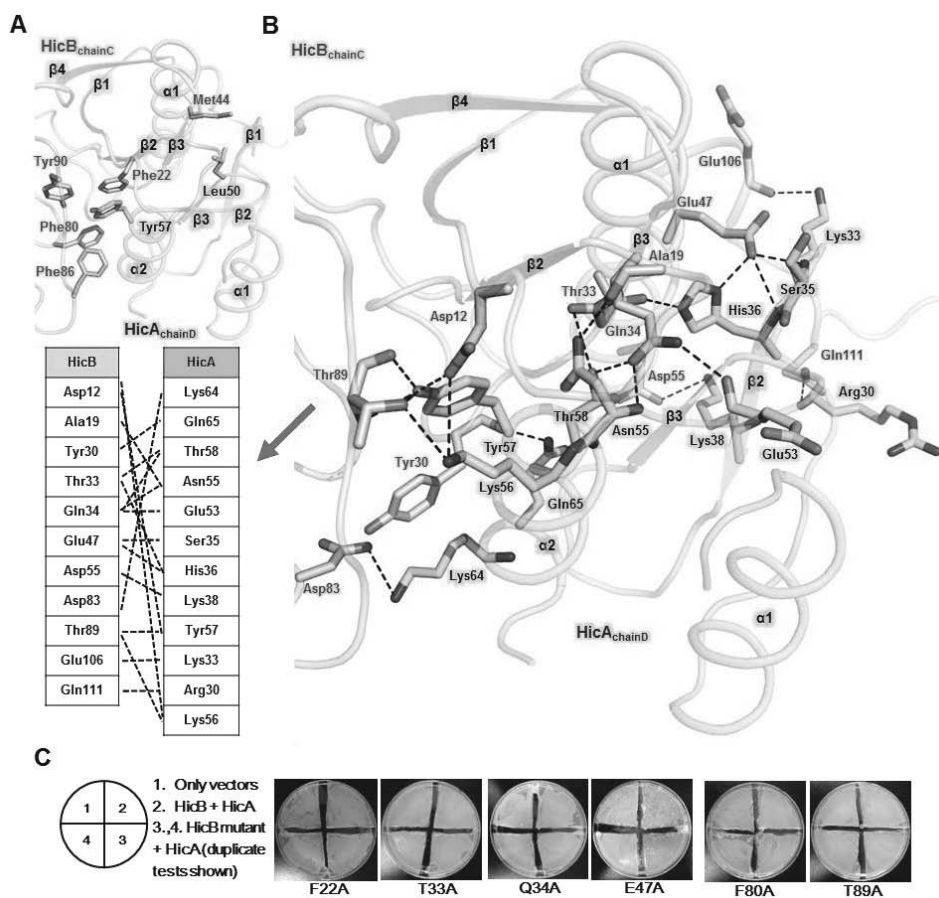 A
HicBchainC
β4
β1
α1
Met44
β1
β2
β3
Tyr90
Phe22
Leu50
Phe80
Tyr57
β3
β2
Phe86
α2
α1
HicAchainD
HicB HicA
Asp12 Lys64
Ala19 Gln65
Tyr30 Thr58
Thr33 Asn55
Gln34 Glu53
Glu47 Ser35
Asp55 His36
Asp83 Lys38
Thr89 Tyr57
Glu106 Lys33
Gln111 Arg30
Lys56
B
HicBchainC
β4
β1
α1
Glu106
Glu47
Lys33
β3
Ala19
β2
Ser35
Thr33
Asp12
His36
Gln34
Gln111
Thr89
Asp55
β2
Arg30
Thr58
β3
Asn55
Lys38
Tyr57
Glu53
Tyr30
Lys56
Gln65
α2
Asp83
Lys64
α1
HicAchainD
C
1 2
4 3
1. Only vectors
2. HicB + HicA
3.,4. HicB mutant
+ HicA (duplicate
tests shown)
F22A T33A Q34A E47A F80A T89A